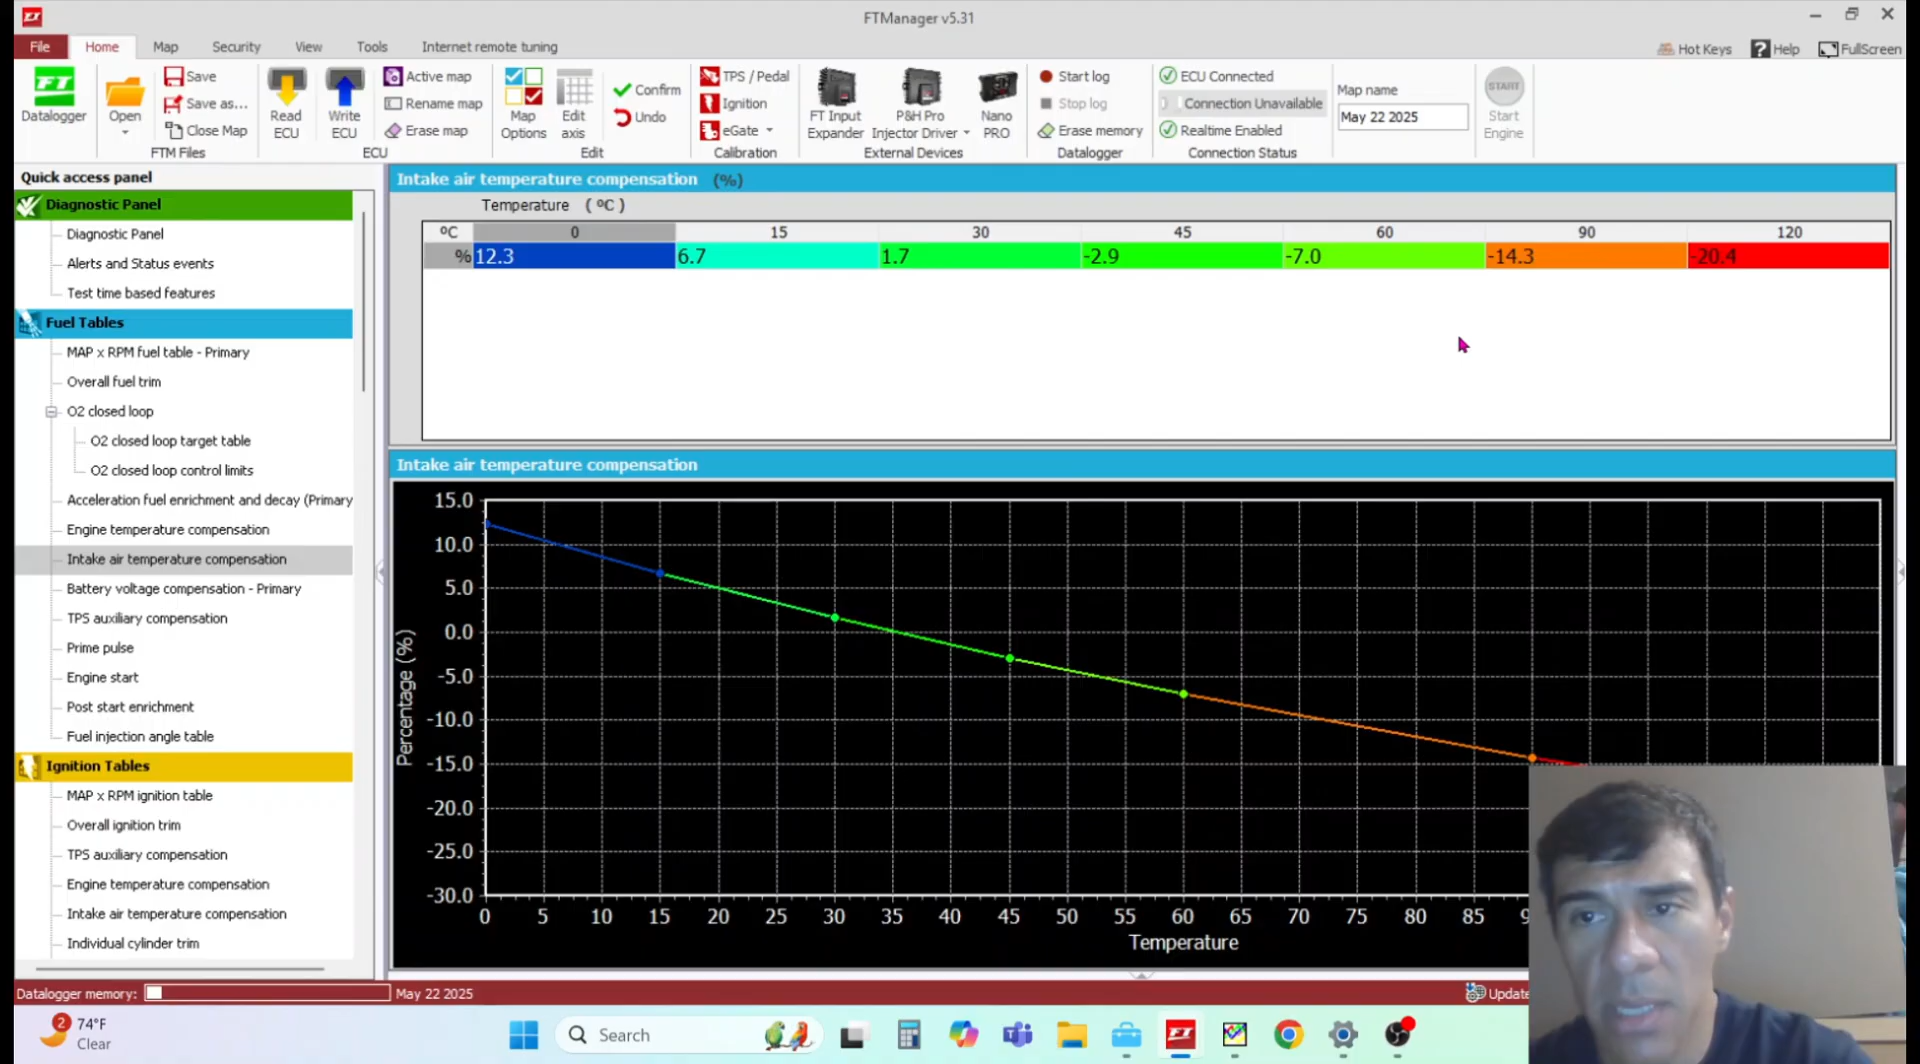 FT
FTManager v5.31
File Home Map Security View Tools Internet remote tuning
Hot Keys ? Help FullScreen
FT
Datalogger
Open
Save
Save as...
Close Map
FTM Files
Read
ECU
Write
ECU
Active map
Rename map
Erase map
ECU
Map
Options
Edit
axis
Confirm
Undo
Edit
TPS / Pedal
Ignition
eGate
Calibration
FT Input
Expander
P&H Pro
Injector Driver
Nano
PRO
External Devices
Start log
Stop log
Erase memory
Datalogger
ECU Connected
Connection Unavailable
Realtime Enabled
Connection Status
Map name
May 22 2025
START
Start
Engine
Quick access panel
Diagnostic Panel
Diagnostic Panel
Alerts and Status events
Test time based features
Fuel Tables
MAP x RPM fuel table - Primary
Overall fuel trim
O2 closed loop
O2 closed loop target table
O2 closed loop control limits
Acceleration fuel enrichment and decay (Primary
Engine temperature compensation
Intake air temperature compensation
Battery voltage compensation - Primary
TPS auxiliary compensation
Prime pulse
Engine start
Post start enrichment
Fuel injection angle table
Ignition Tables
MAP x RPM ignition table
Overall ignition trim
TPS auxiliary compensation
Engine temperature compensation
Intake air temperature compensation
Individual cylinder trim
Intake air temperature compensation (%)
Temperature (ºC)
ºC 0 15 30 45 60 90 120
% 12.3 6.7 1.7 -2.9 -7.0 -14.3 -20.4
Intake air temperature compensation
Percentage (%)
15.0
10.0
5.0
0.0
-5.0
-10.0
-15.0
-20.0
-25.0
-30.0
0 5 10 15 20 25 30 35 40 45 50 55 60 65 70 75 80 85 9
Temperature
Datalogger memory: May 22 2025
Update
2
74°F
Clear
Search
FT